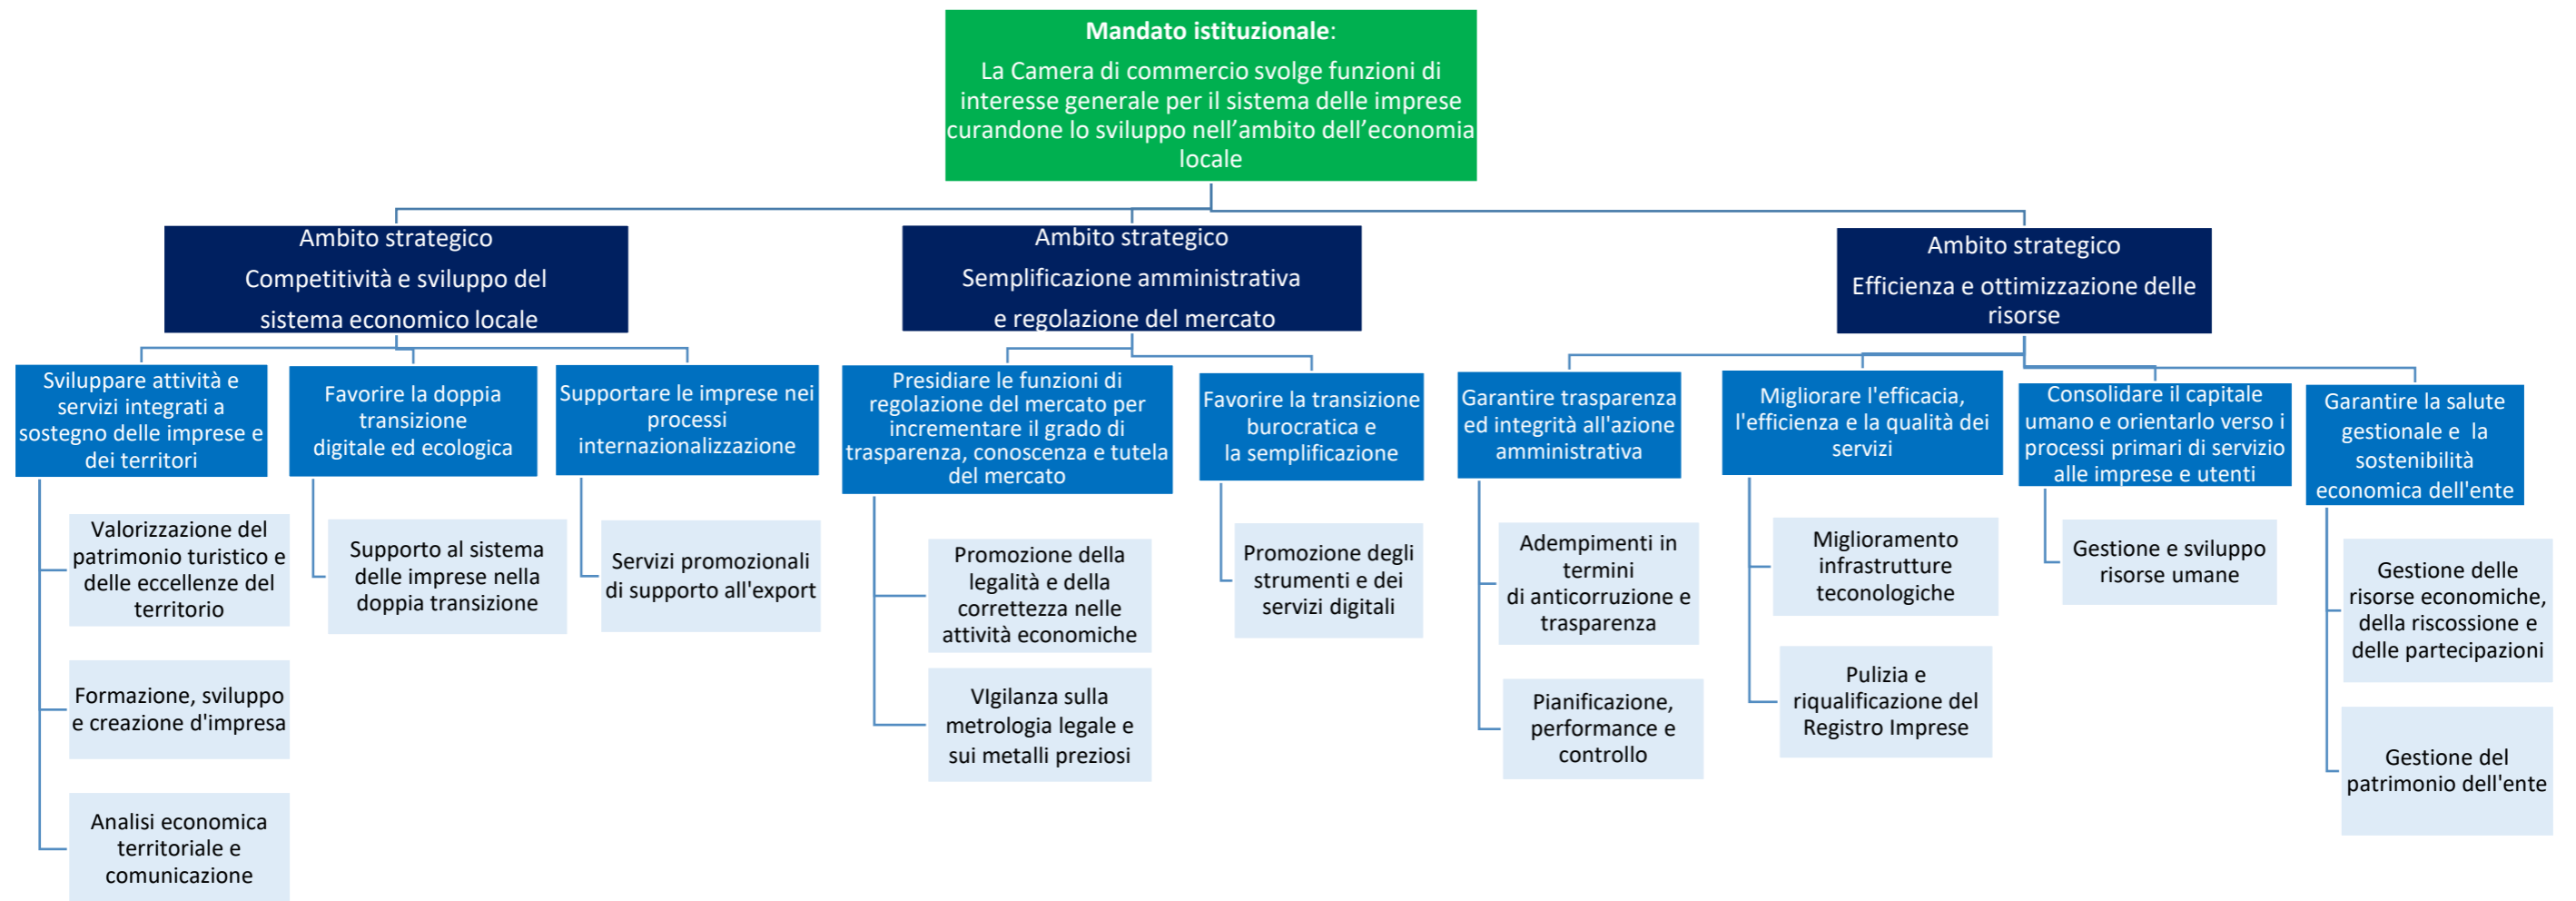 Mandato istituzionale:
La Camera di commercio svolge funzioni di
interesse generale per il sistema delle imprese
curandone lo sviluppo nell’ambito dell’economia
locale
Ambito strategico
Competitività e sviluppo del
sistema economico locale
Ambito strategico
Semplificazione amministrativa
e regolazione del mercato
Ambito strategico
Efficienza e ottimizzazione delle
risorse
Sviluppare attività e
servizi integrati a
sostegno delle imprese e
dei territori
Favorire la doppia
transizione
digitale ed ecologica
Supportare le imprese nei
processi
internazionalizzazione
Presidiare le funzioni di
regolazione del mercato per
incrementare il grado di
trasparenza, conoscenza e tutela
del mercato
Favorire la transizione
burocratica e
la semplificazione
Garantire trasparenza
ed integrità all'azione
amministrativa
Migliorare l'efficacia,
l'efficienza e la qualità dei
servizi
Consolidare il capitale
umano e orientarlo verso i
processi primari di servizio
alle imprese e utenti
Garantire la salute
gestionale e la
sostenibilità
economica dell'ente
Valorizzazione del
patrimonio turistico e
delle eccellenze del
territorio
Formazione, sviluppo
e creazione d'impresa
Analisi economica
territoriale e
comunicazione
Supporto al sistema
delle imprese nella
doppia transizione
Servizi promozionali
di supporto all'export
Promozione della
legalità e della
correttezza nelle
attività economiche
VIgilanza sulla
metrologia legale e
sui metalli preziosi
Promozione degli
strumenti e dei
servizi digitali
Adempimenti in
termini
di anticorruzione e
trasparenza
Pianificazione,
performance e
controllo
Miglioramento
infrastrutture
teconologiche
Pulizia e
riqualificazione del
Registro Imprese
Gestione e sviluppo
risorse umane
Gestione delle
risorse economiche,
della riscossione e
delle partecipazioni
Gestione del
patrimonio dell'ente